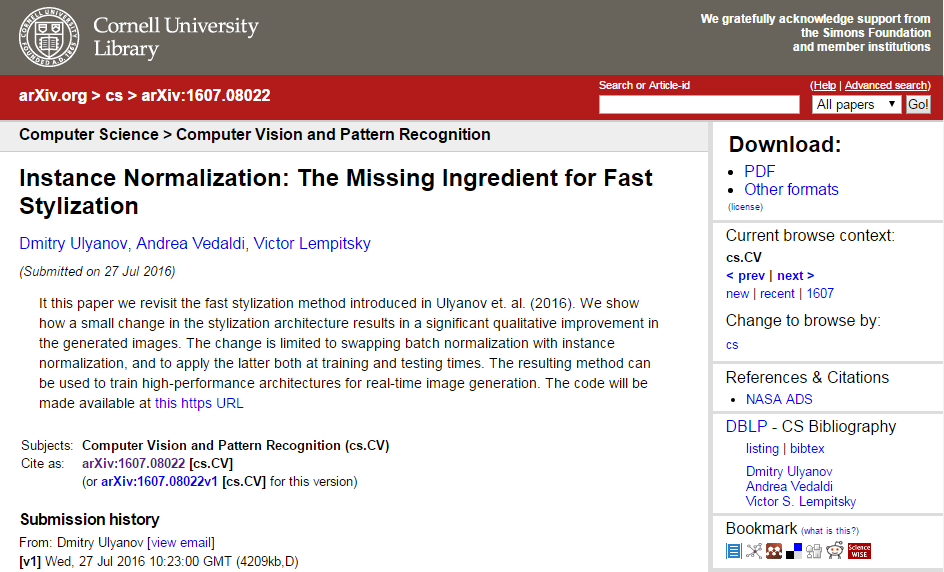 Cornell University
Library
We gratefully acknowledge support from
the Simons Foundation
and member institutions
arXiv.org > cs > arXiv:1607.08022
Search or Article-id
(Help | Advanced search)
All papers
Go!
Computer Science > Computer Vision and Pattern Recognition
Instance Normalization: The Missing Ingredient for Fast
Stylization
Dmitry Ulyanov, Andrea Vedaldi, Victor Lempitsky
(Submitted on 27 Jul 2016)
It this paper we revisit the fast stylization method introduced in Ulyanov et. al. (2016). We show
how a small change in the stylization architecture results in a significant qualitative improvement in
the generated images. The change is limited to swapping batch normalization with instance
normalization, and to apply the latter both at training and testing times. The resulting method can
be used to train high-performance architectures for real-time image generation. The code will be
made available at this https URL
Subjects: Computer Vision and Pattern Recognition (cs.CV)
Cite as: arXiv:1607.08022 [cs.CV]
(or arXiv:1607.08022v1 [cs.CV] for this version)
Submission history
From: Dmitry Ulyanov [view email]
[v1] Wed, 27 Jul 2016 10:23:00 GMT (4209kb,D)
Download:
PDF
Other formats
(license)
Current browse context:
cs.CV
< prev | next >
new | recent | 1607
Change to browse by:
cs
References & Citations
NASA ADS
DBLP - CS Bibliography
listing | bibtex
Dmitry Ulyanov
Andrea Vedaldi
Victor S. Lempitsky
Bookmark (what is this?)
Science
WISE